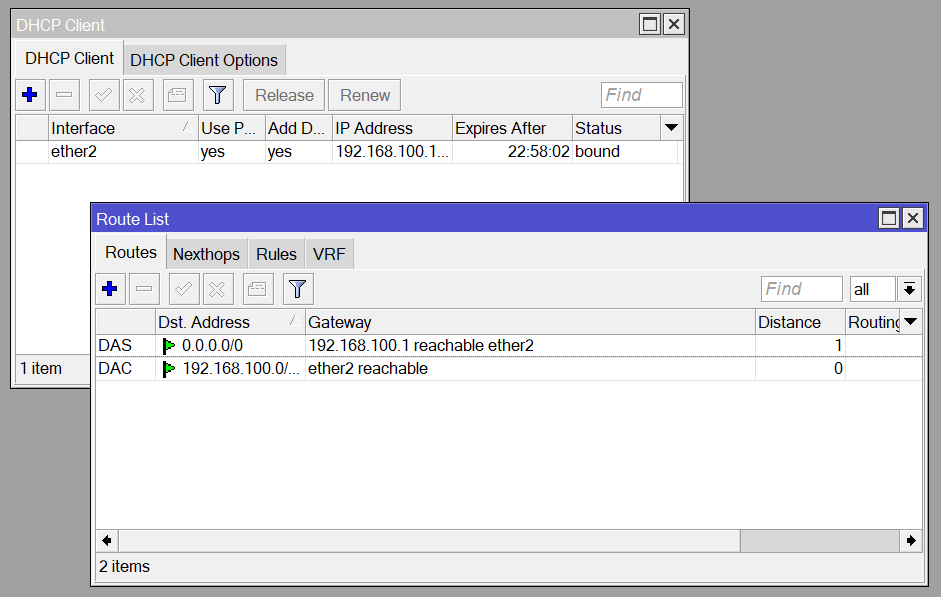 DHCP Client
DHCP Client DHCP Client Options
Release Renew Find
Interface Use P... Add D... IP Address Expires After Status
ether2 yes yes 192.168.100.1... 22:58:02 bound
1 item
Route List
Routes Nexthops Rules VRF
Find all
Dst. Address Gateway Distance Routing
DAS 0.0.0.0/0 192.168.100.1 reachable ether2 1
DAC 192.168.100.0/... ether2 reachable 0
2 items